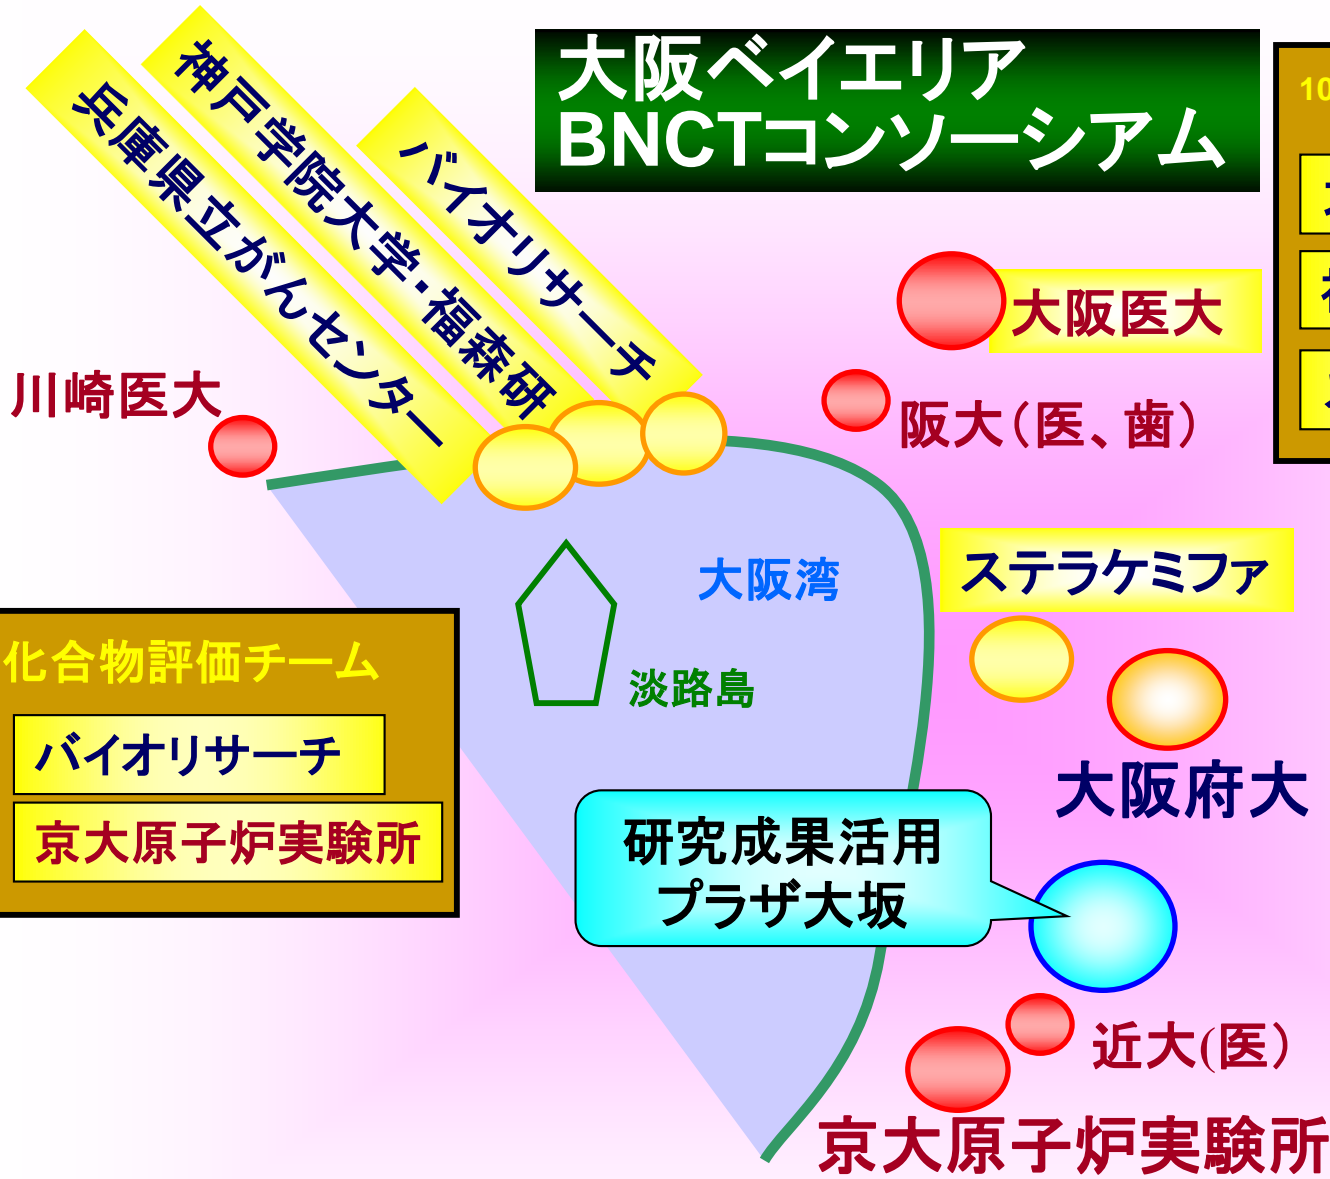 大阪ベイエリア
BNCTコンソーシアム
兵庫県立がんセンター
神戸学院大学・福森研
バイオリサーチ
10
大阪医大
川崎医大
阪大(医、歯)
ステラケミファ
大阪湾
淡路島
化合物評価チーム
バイオリサーチ
京大原子炉実験所
大阪府大
研究成果活用
プラザ大坂
近大(医)
京大原子炉実験所